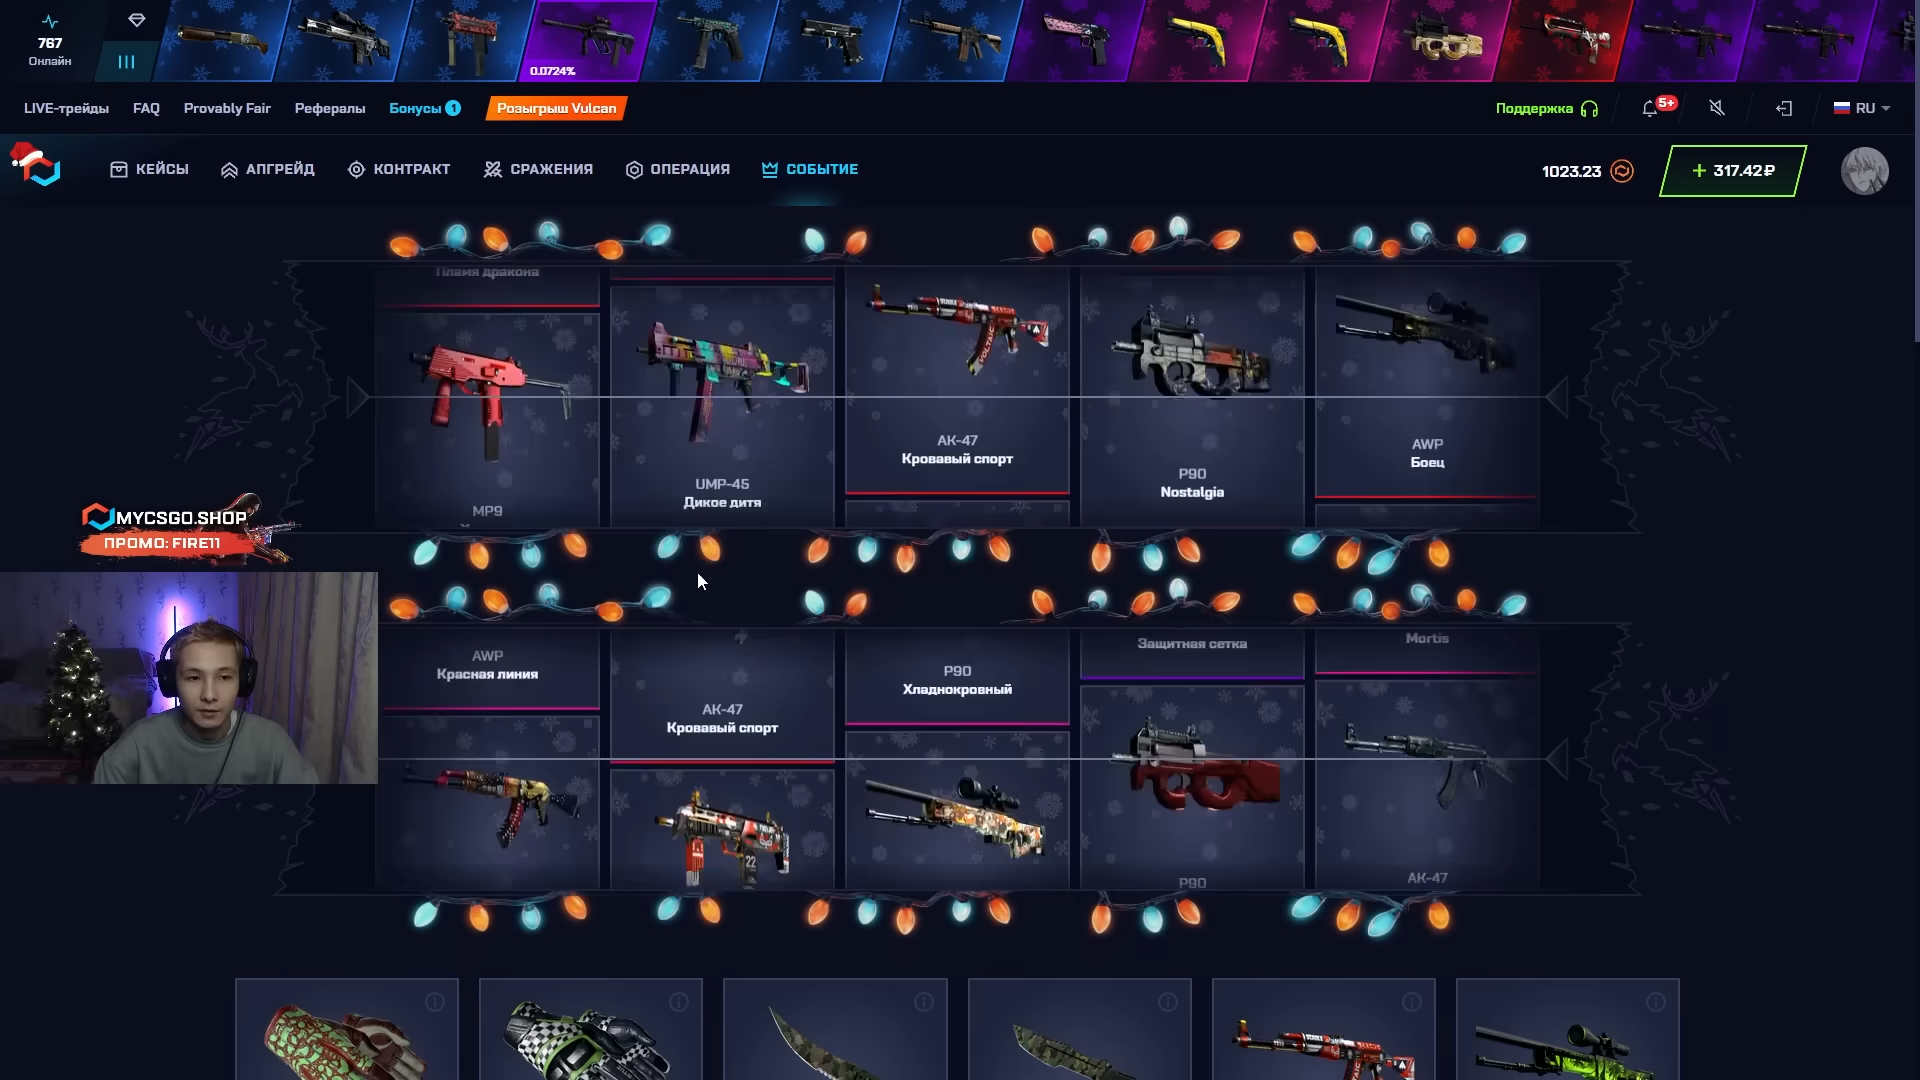 767
Онлайн
0.0724%
LIVE-трейды
FAQ
Provably Fair
Рефералы
Бонусы 1
Розыгрыш Vulcan
Поддержка
5+
RU
КЕЙСЫ
АПГРЕЙД
КОНТРАКТ
СРАЖЕНИЯ
ОПЕРАЦИЯ
СОБЫТИЕ
1023.23
+ 317.42 ₽
Пламя дракона
MP9
UMP-45
Дикое дитя
АК-47
Кровавый спорт
P90
Nostalgia
AWP
Боец
MYCSGO.SHOP
ПРОМО: FIRE11
AWP
Красная линия
АК-47
Кровавый спорт
P90
Хладнокровный
Защитная сетка
P90
Mortis
АК-47